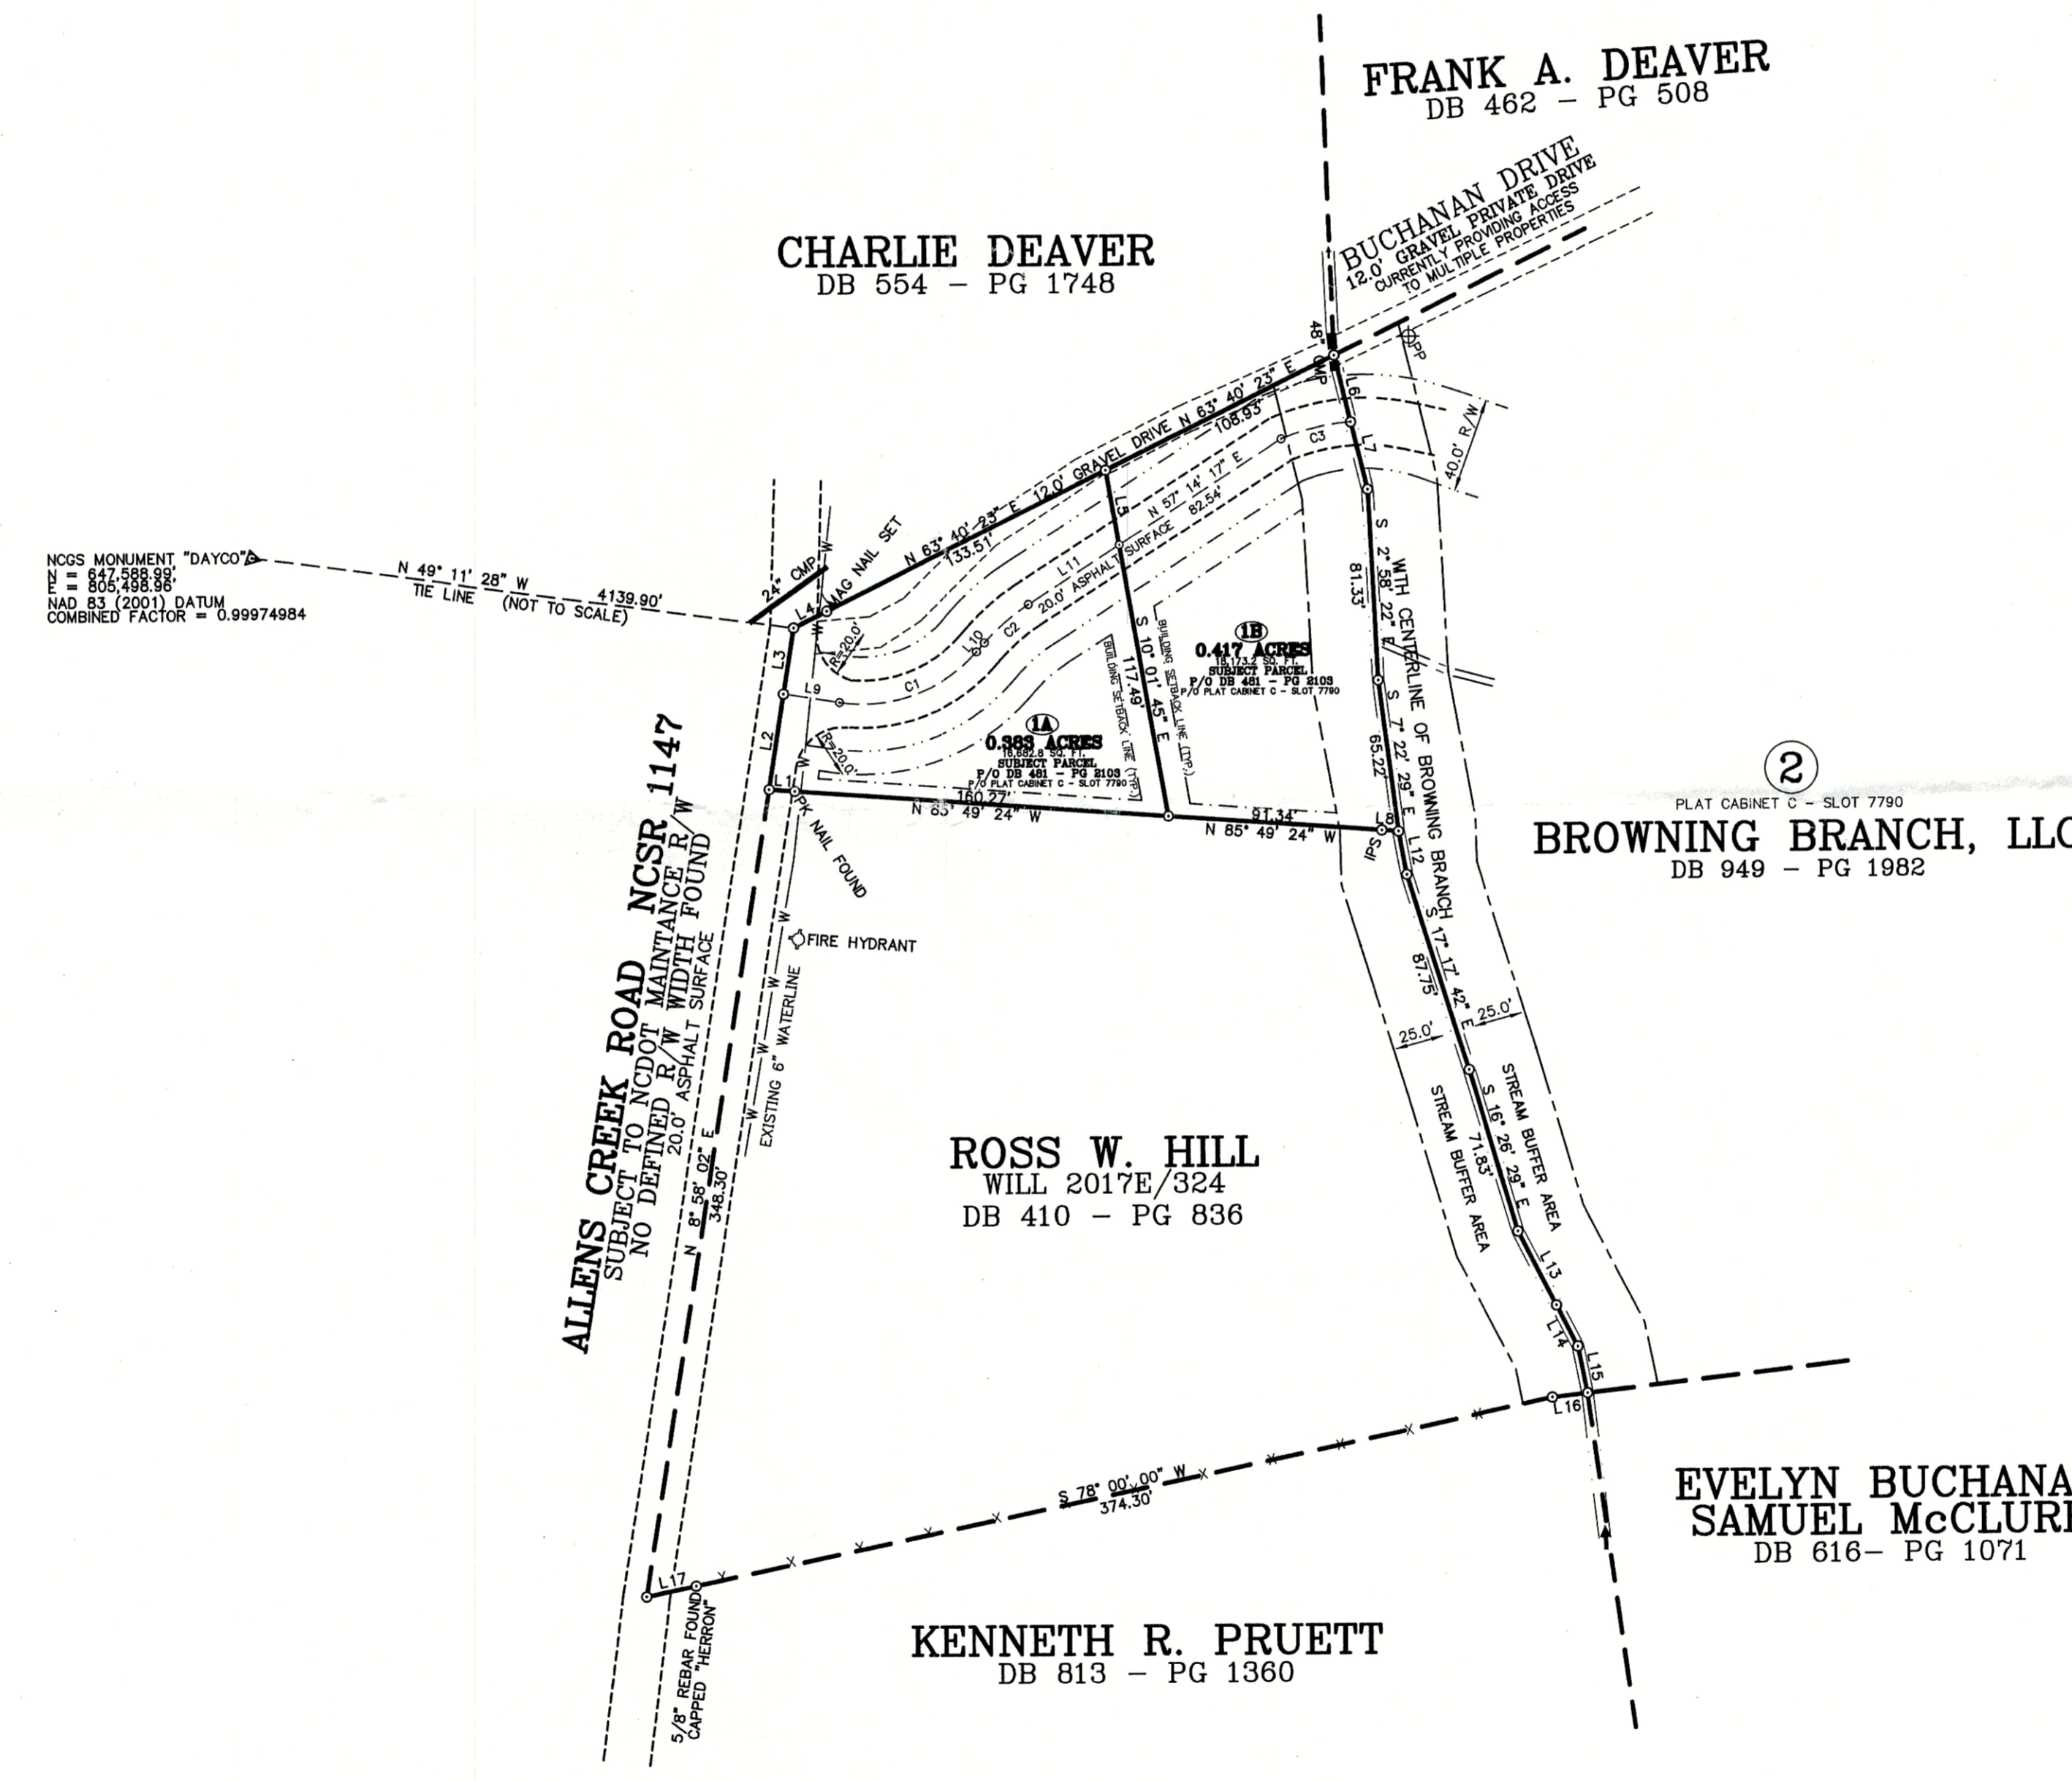 FRANK A. DEAVER
DB 462 - PG 508
BUCHANAN DRIVE
12.0' GRAVEL PRIVATE DRIVE
CURRENTLY PROVIDING ACCESS
TO MULTIPLE PROPERTIES
CHARLIE DEAVER
DB 554 - PG 1748
48" CMP
PP
L6
L7
40.0' R/W
N 63° 40' 23" E
108.93'
12.0' GRAVEL DRIVE
N 63° 40' 23" E
133.51'
C3
L5
N 57° 14' 17" E
82.54'
L11
20.0' ASPHALT SURFACE
NCGS MONUMENT "DAYCO"
N = 647,588.99'
E = 805,498.96'
NAD 83 (2001) DATUM
COMBINED FACTOR = 0.99974984
N 49° 11' 28" W 4139.90'
TIE LINE (NOT TO SCALE)
24" CMP
MAG NAIL SET
W
L4
W
L3
R=20.0'
L10
C2
L9
C1
L2
R=20.0'
W
L1
PK NAIL FOUND
S 10° 01' 45" E
117.49'
BUILDING SETBACK LINE (TYP.)
BUILDING SETBACK LINE (TYP.)
1B
0.417 ACRES
18,173.2 SQ. FT.
SUBJECT PARCEL
P/O DB 481 - PG 2103
P/O PLAT CABINET C - SLOT 7790
1A
0.383 ACRES
16,682.8 SQ. FT.
SUBJECT PARCEL
P/O DB 481 - PG 2103
P/O PLAT CABINET C - SLOT 7790
160.27'
N 85° 49' 24" W
91.34'
N 85° 49' 24" W
L8
IPS
S 2° 58' 22" E
81.33'
WTH CENTERLINE OF BROWNING BRANCH
S 7° 22' 29" E
65.22'
L12
S 17° 17' 42" E
87.75'
2
PLAT CABINET C - SLOT 7790
BROWNING BRANCH, LLC
DB 949 - PG 1982
ALLENS CREEK ROAD NCSR 1147
SUBJECT TO NCDOT MAINTANCE R/W
NO DEFINED R/W WIDTH FOUND
20.0' ASPHALT SURFACE
W
FIRE HYDRANT
W
W
W
EXISTING 6" WATERLINE
N 8° 58' 02" E
348.30'
25.0'
25.0'
STREAM BUFFER AREA
STREAM BUFFER AREA
S 16° 26' 29" E
71.83'
ROSS W. HILL
WILL 2017E/324
DB 410 - PG 836
L13
L14
L15
L16
S 78° 00' 00" W
374.30'
EVELYN BUCHANA
SAMUEL McCLUR
DB 616- PG 1071
L17
5/8" REBAR FOUND
CAPPED "HERRON"
KENNETH R. PRUETT
DB 813 - PG 1360